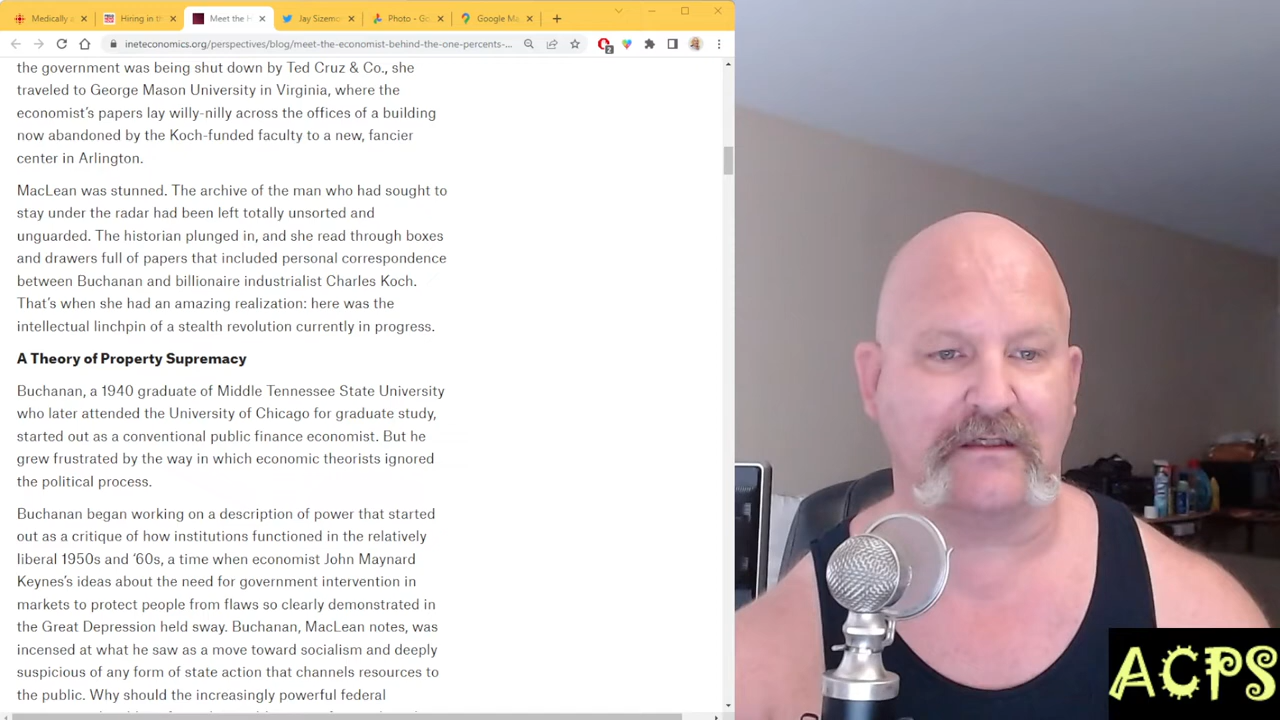 Medically a
Hiring in th
Meet the H
Jay Sizemo
Photo - Go
Google Ma
ineteconomics.org/perspectives/blog/meet-the-economist-behind-the-one-percents-...
2
the government was being shut down by Ted Cruz & Co., she
traveled to George Mason University in Virginia, where the
economist's papers lay willy-nilly across the offices of a building
now abandoned by the Koch-funded faculty to a new, fancier
center in Arlington.
MacLean was stunned. The archive of the man who had sought to
stay under the radar had been left totally unsorted and
unguarded. The historian plunged in, and she read through boxes
and drawers full of papers that included personal correspondence
between Buchanan and billionaire industrialist Charles Koch.
That's when she had an amazing realization: here was the
intellectual linchpin of a stealth revolution currently in progress.
A Theory of Property Supremacy
Buchanan, a 1940 graduate of Middle Tennessee State University
who later attended the University of Chicago for graduate study,
started out as a conventional public finance economist. But he
grew frustrated by the way in which economic theorists ignored
the political process.
Buchanan began working on a description of power that started
out as a critique of how institutions functioned in the relatively
liberal 1950s and '60s, a time when economist John Maynard
Keynes's ideas about the need for government intervention in
markets to protect people from flaws so clearly demonstrated in
the Great Depression held sway. Buchanan, MacLean notes, was
incensed at what he saw as a move toward socialism and deeply
suspicious of any form of state action that channels resources to
the public. Why should the increasingly powerful federal
ACPS